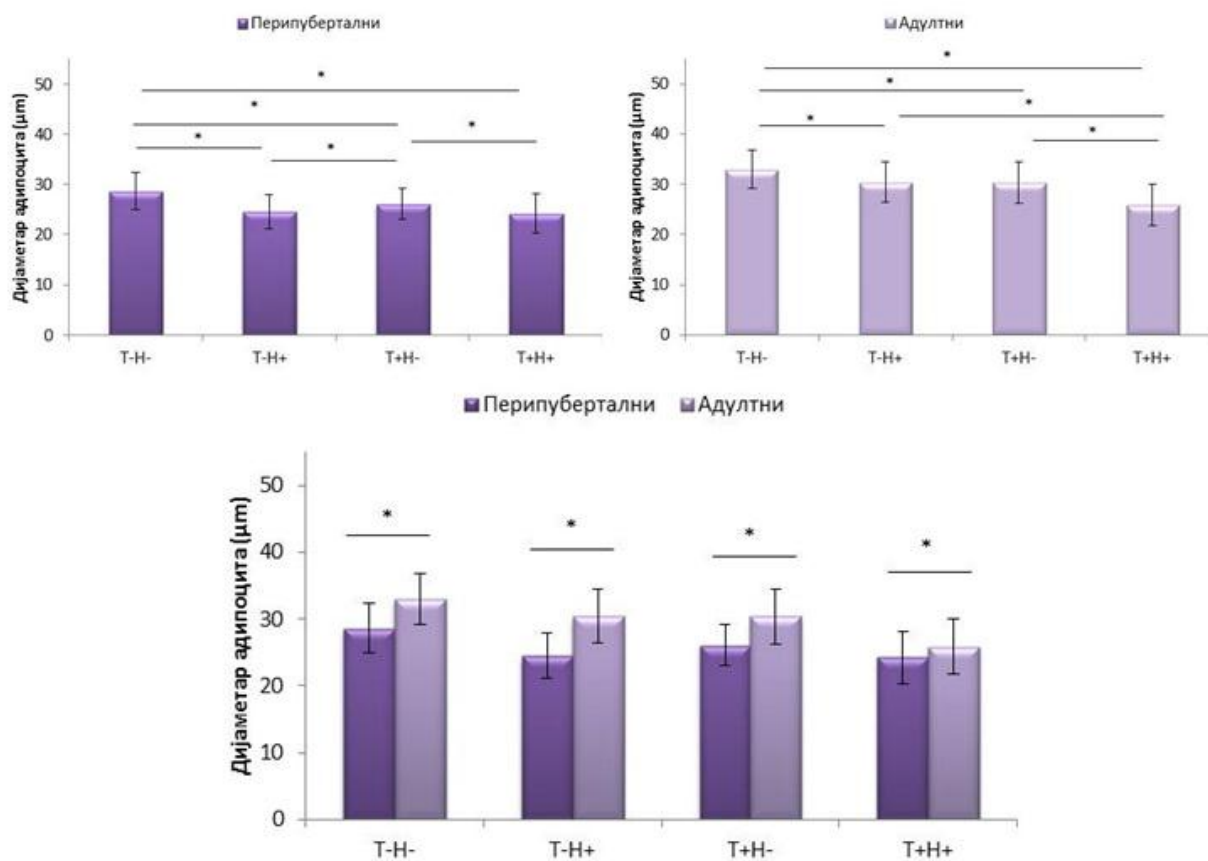 Перипубертални
Дијаметар адипоцита (µm)
50
40
30
20
10
0
*
*
*
*
*
Т-Н-
Т-Н+
Т+Н-
Т+Н+
Адултни
Дијаметар адипоцита (µm)
50
40
30
20
10
0
*
*
*
*
*
Т-Н-
Т-Н+
Т+Н-
Т+Н+
Перипубертални Адултни
Дијаметар адипоцита (µm)
50
40
30
20
10
0
*
*
*
*
Т-Н-
Т-Н+
Т+Н-
Т+Н+